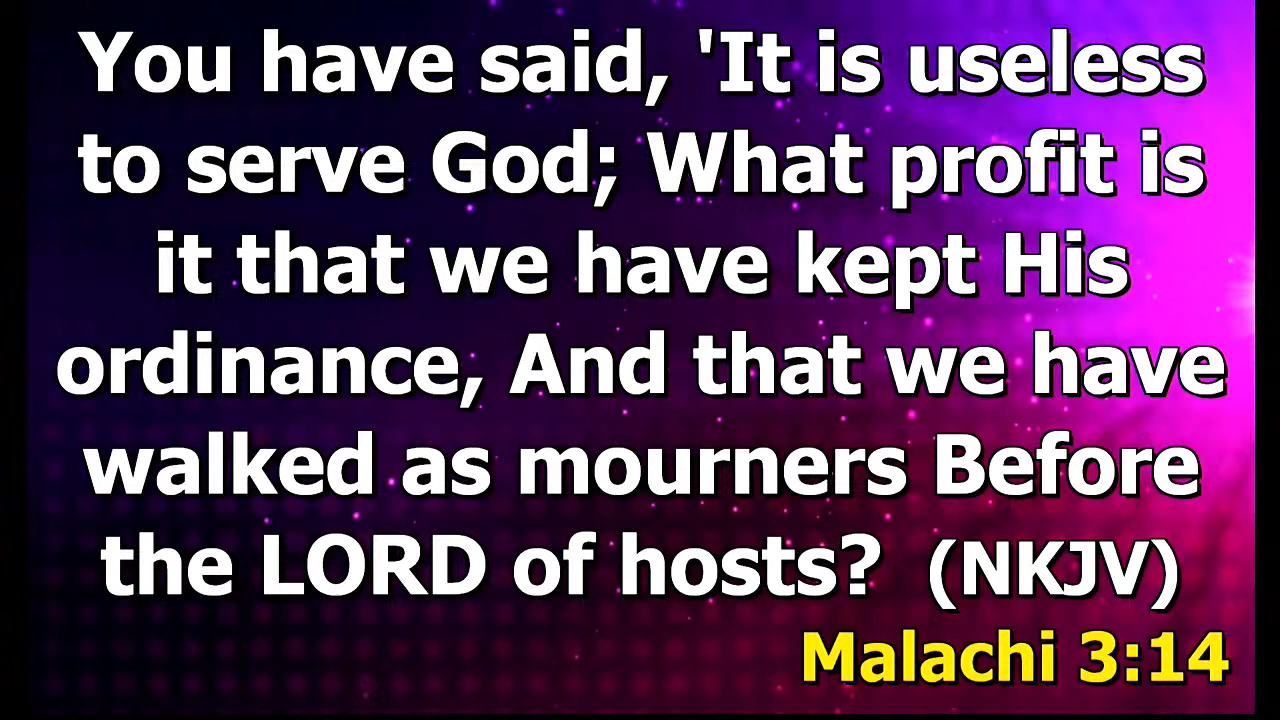 You have said, 'It is useless
to serve God; What profit is
it that we have kept His
ordinance, And that we have
walked as mourners Before
the LORD of hosts? (NKJV)
Malachi 3:14